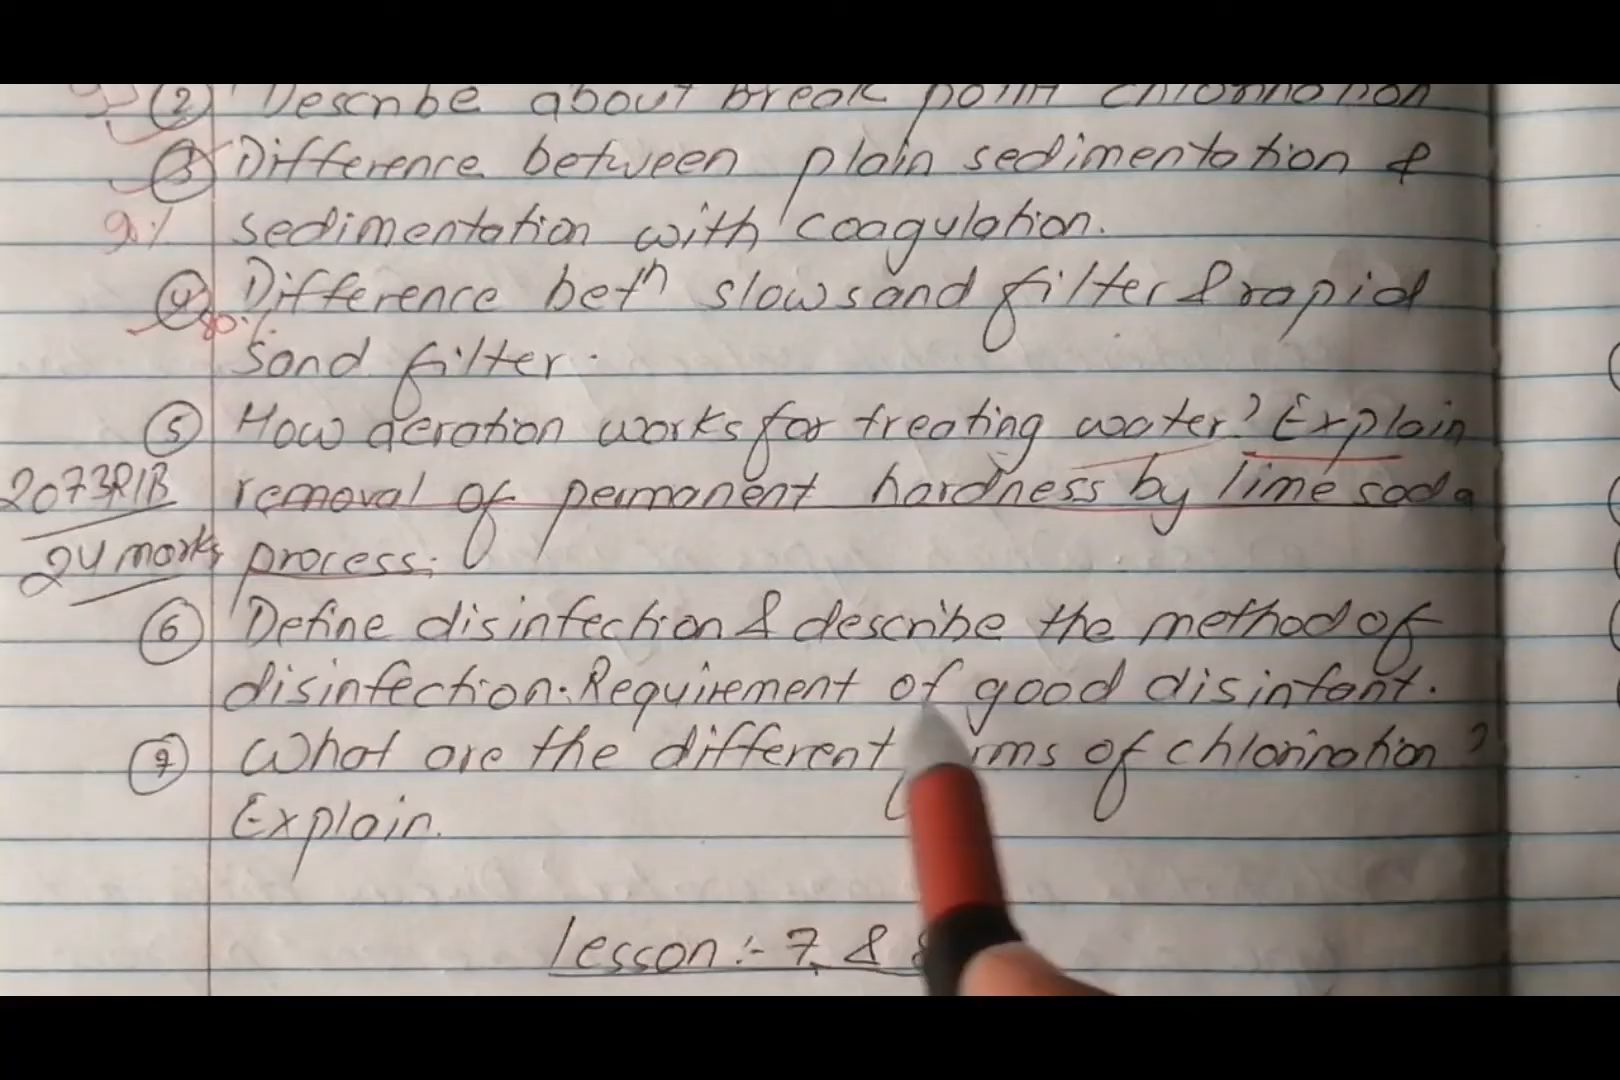 ② Describe about break point chlorination
③ Difference between plain sedimentation &
90% sedimentation with coagulation.
④ Difference betn slow sand filter & rapid
80% sand filter.
⑤ How aeration works for treating water? Explain
removal of permanent hardness by lime soda
24 marks process.
⑥ Define disinfection & describe the method of
disinfection. Requirement of good disinfant.
⑦ What are the different of chlorination?
Explain.
lesson :- 7 &